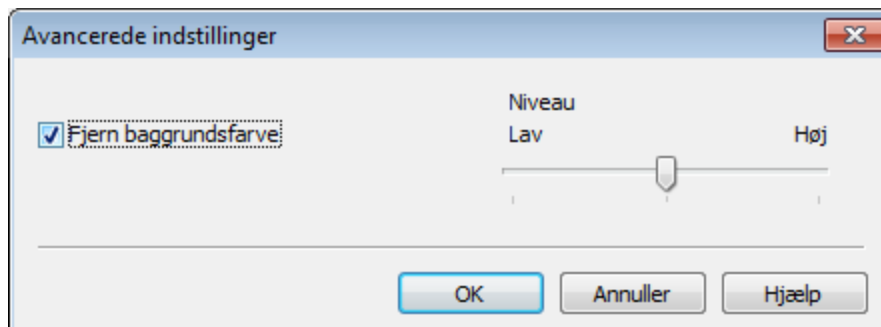 Avancerede indstillinger
Niveau
Fjern baggrundsfarve
Lav Høj
OK Annuller Hjælp